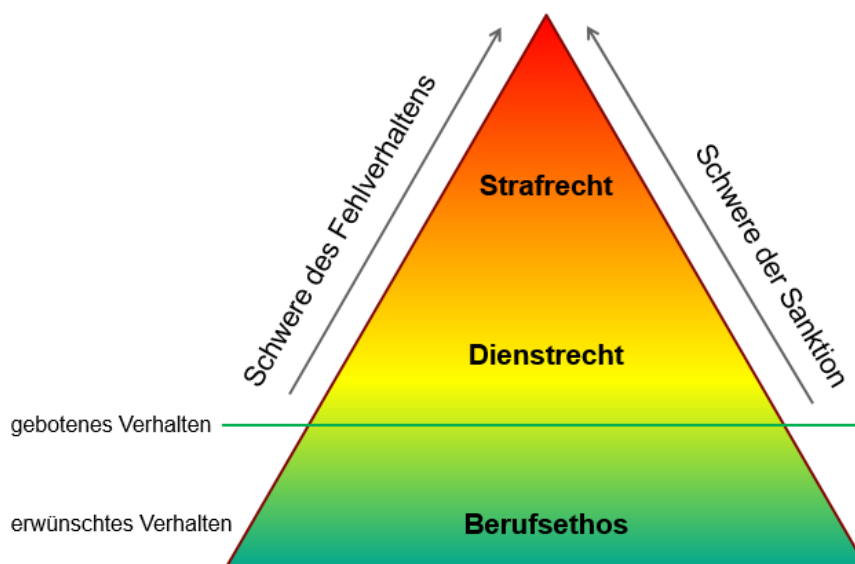 Schwere des Fehlverhaltens
Schwere der Sanktion
Strafrecht
Dienstrecht
gebotenes Verhalten
erwünschtes Verhalten
Berufsethos